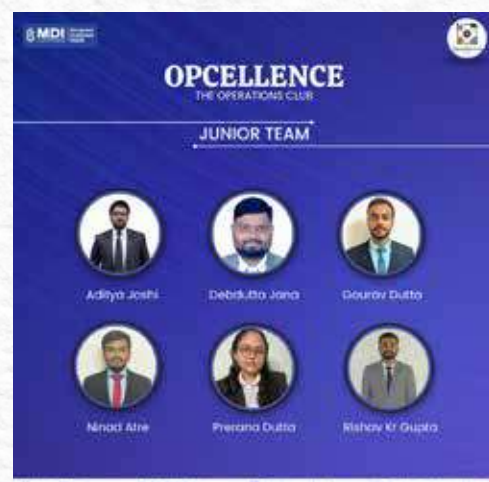 MDI
OPCELLENCE
THE OPERATIONS CLUB
JUNIOR TEAM
Aditya Joshi
Debdutta Jana
Gourav Dutta
Ninad Atre
Prerana Dutta
Rishav Kr Gupta